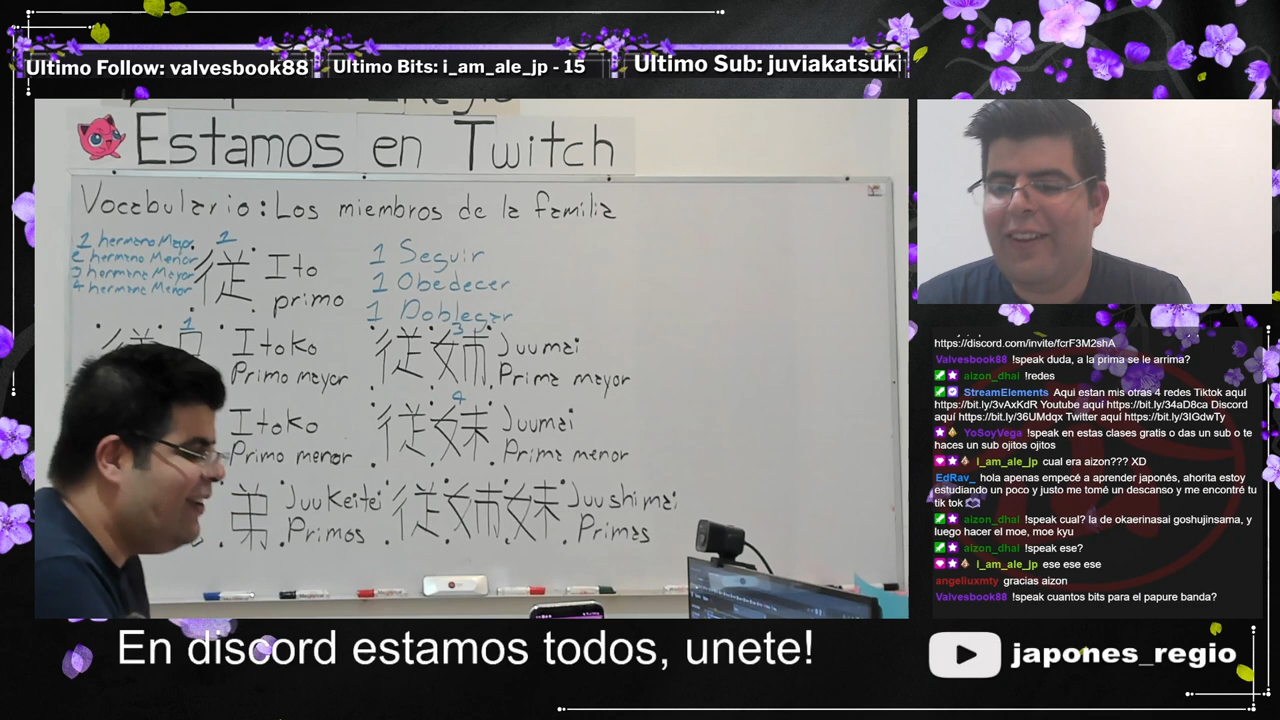 Ultimo Follow: valvesbook88
Ultimo Bits: i_am_ale_jp - 15
Ultimo Sub: juviakatsuki
Estamos en Twitch
Vocabulario: Los miembros de la familia
1 hermano Mayor
2 hermano Menor
3 hermana Mayor
4 hermana Menor
1
従 Ito
primo
1 Seguir
1 Obedecer
1 Doblegar
1
Itoko
Primo mayor
3
従姉 Juumai
Prima mayor
Itoko
Primo menor
4
従妹 Juumai
Prima menor
弟 Juukeitei
Primos
従姉妹 Juushimai
Primas
https://discord.com/invite/fcrF3M2shA
Valvesbook88 !speak duda, a la prima se le arrima?
aizon_dhal !redes
StreamElements Aqui estan mis otras 4 redes Tiktok aquí
https://bit.ly/3vAxKdR Youtube aquí https://bit.ly/34aD8ca Discord
aquí https://bit.ly/36UMdqx Twitter aquí https://bit.ly/3IGdwTy
YoSoyVega !speak en estas clases gratis o das un sub o te
haces un sub ojitos ojitos
i_am_ale_jp cual era aizon??? XD
EdRav_ hola apenas empecé a aprender japonés, ahorita estoy
estudiando un poco y justo me tomé un descanso y me encontré tu
tik tok
aizon_dhal !speak cual? la de okaerinasai goshujinsama, y
luego hacer el moe, moe kyu
aizon_dhal !speak ese?
i_am_ale_jp ese ese ese
angeliuxmty gracias aizon
Valvesbook88 !speak cuantos bits para el papure banda?
En discord estamos todos, unete!
japones_regio